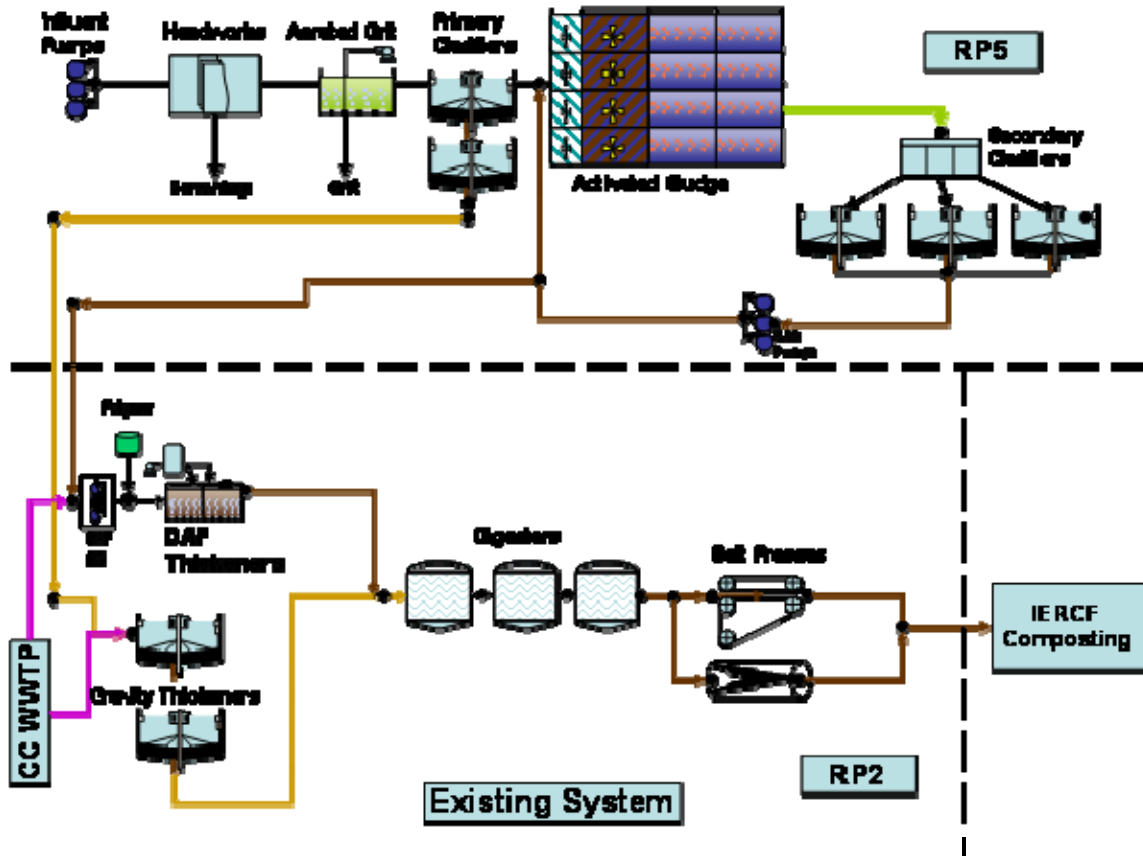 Influent
Pumps
Headworks
Aerated Grit
Primary
Clarifiers
RP5
Screenings
Grit
Activated Sludge
Secondary
Clarifiers
Pumps
Polymer
DAF
Thickeners
Digesters
Belt Presses
IERCF
Composting
CC WWTP
Gravity Thickeners
RP2
Existing System